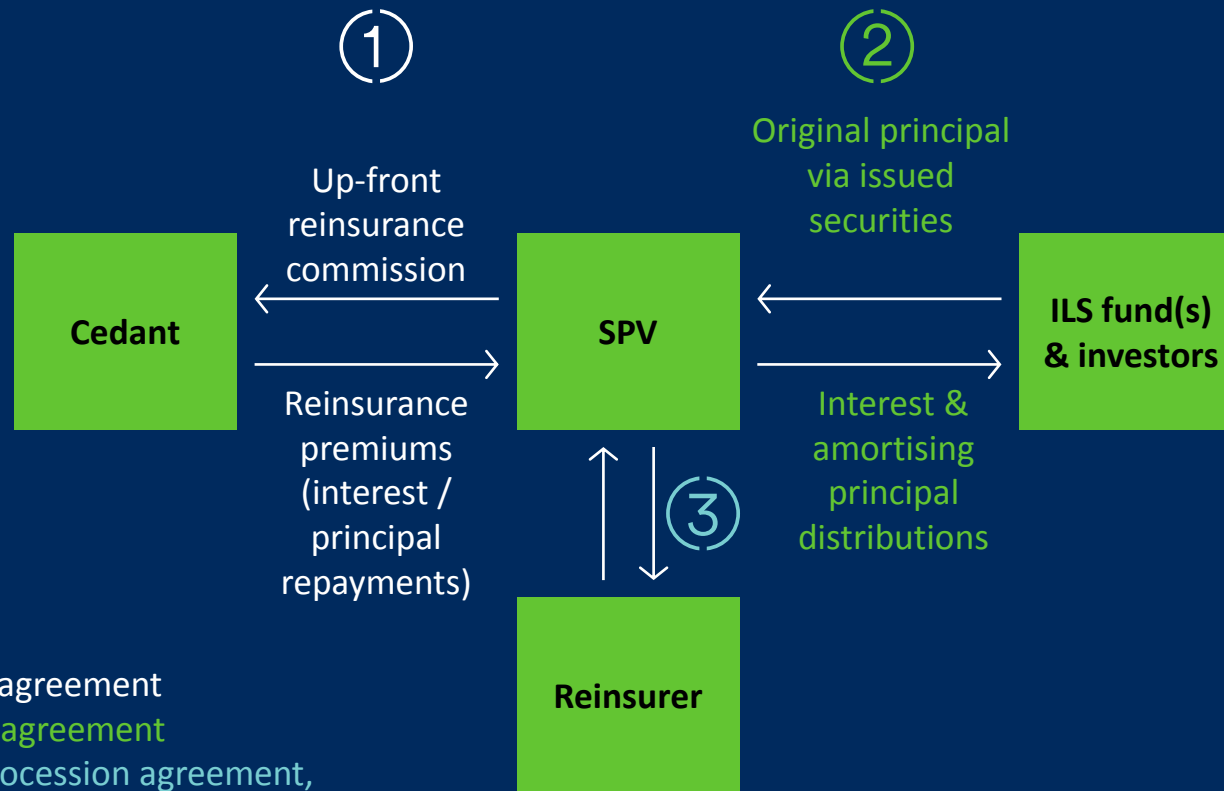 1
2
Original principal
via issued
securities
Up-front
reinsurance
commission
Cedant
SPV
ILS fund(s)
& investors
Reinsurance
premiums
(interest /
principal
repayments)
Interest &
amortising
principal
distributions
3
Reinsurer
agreement
agreement
ocession agreement,